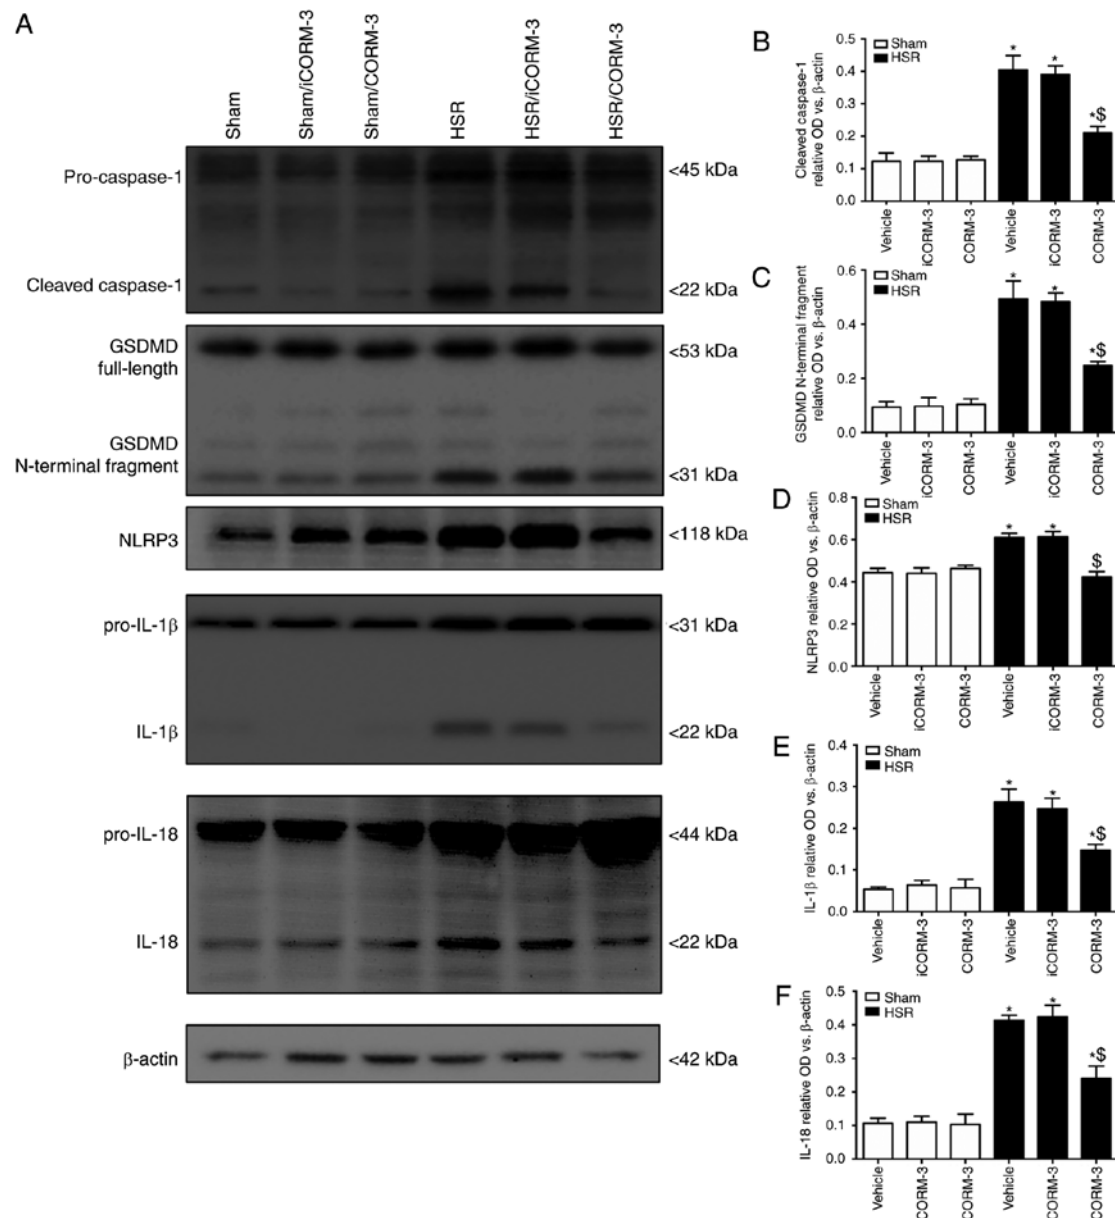 A
Sham
Sham/iCORM-3
Sham/CORM-3
HSR
HSR/iCORM-3
HSR/CORM-3
Pro-caspase-1
<45 kDa
Cleaved caspase-1
<22 kDa
GSDMD
full-length
<53 kDa
GSDMD
N-terminal fragment
<31 kDa
NLRP3
<118 kDa
pro-IL-1β
<31 kDa
IL-1β
<22 kDa
pro-IL-18
<44 kDa
IL-18
<22 kDa
β-actin
<42 kDa
B
Cleaved caspase-1
relative OD vs. β-actin
0.5
0.4
0.3
0.2
0.1
0.0
Sham
HSR
*
*
*$
Vehicle
iCORM-3
CORM-3
Vehicle
iCORM-3
CORM-3
C
GSDMD N-terminal fragment
relative OD vs. β-actin
0.6
0.4
0.2
0.0
Sham
HSR
*
*
*$
Vehicle
iCORM-3
CORM-3
Vehicle
iCORM-3
CORM-3
D
NLRP3 relative OD vs. β-actin
0.8
0.6
0.4
0.2
0.0
Sham
HSR
*
*
$
Vehicle
iCORM-3
CORM-3
Vehicle
iCORM-3
CORM-3
E
IL-1β relative OD vs. β-actin
0.4
0.3
0.2
0.1
0.0
Sham
HSR
*
*
*$
Vehicle
iCORM-3
CORM-3
Vehicle
iCORM-3
CORM-3
F
IL-18 relative OD vs. β-actin
0.5
0.4
0.3
0.2
0.1
0.0
Sham
HSR
*
*
*$
Vehicle
iCORM-3
CORM-3
Vehicle
iCORM-3
CORM-3